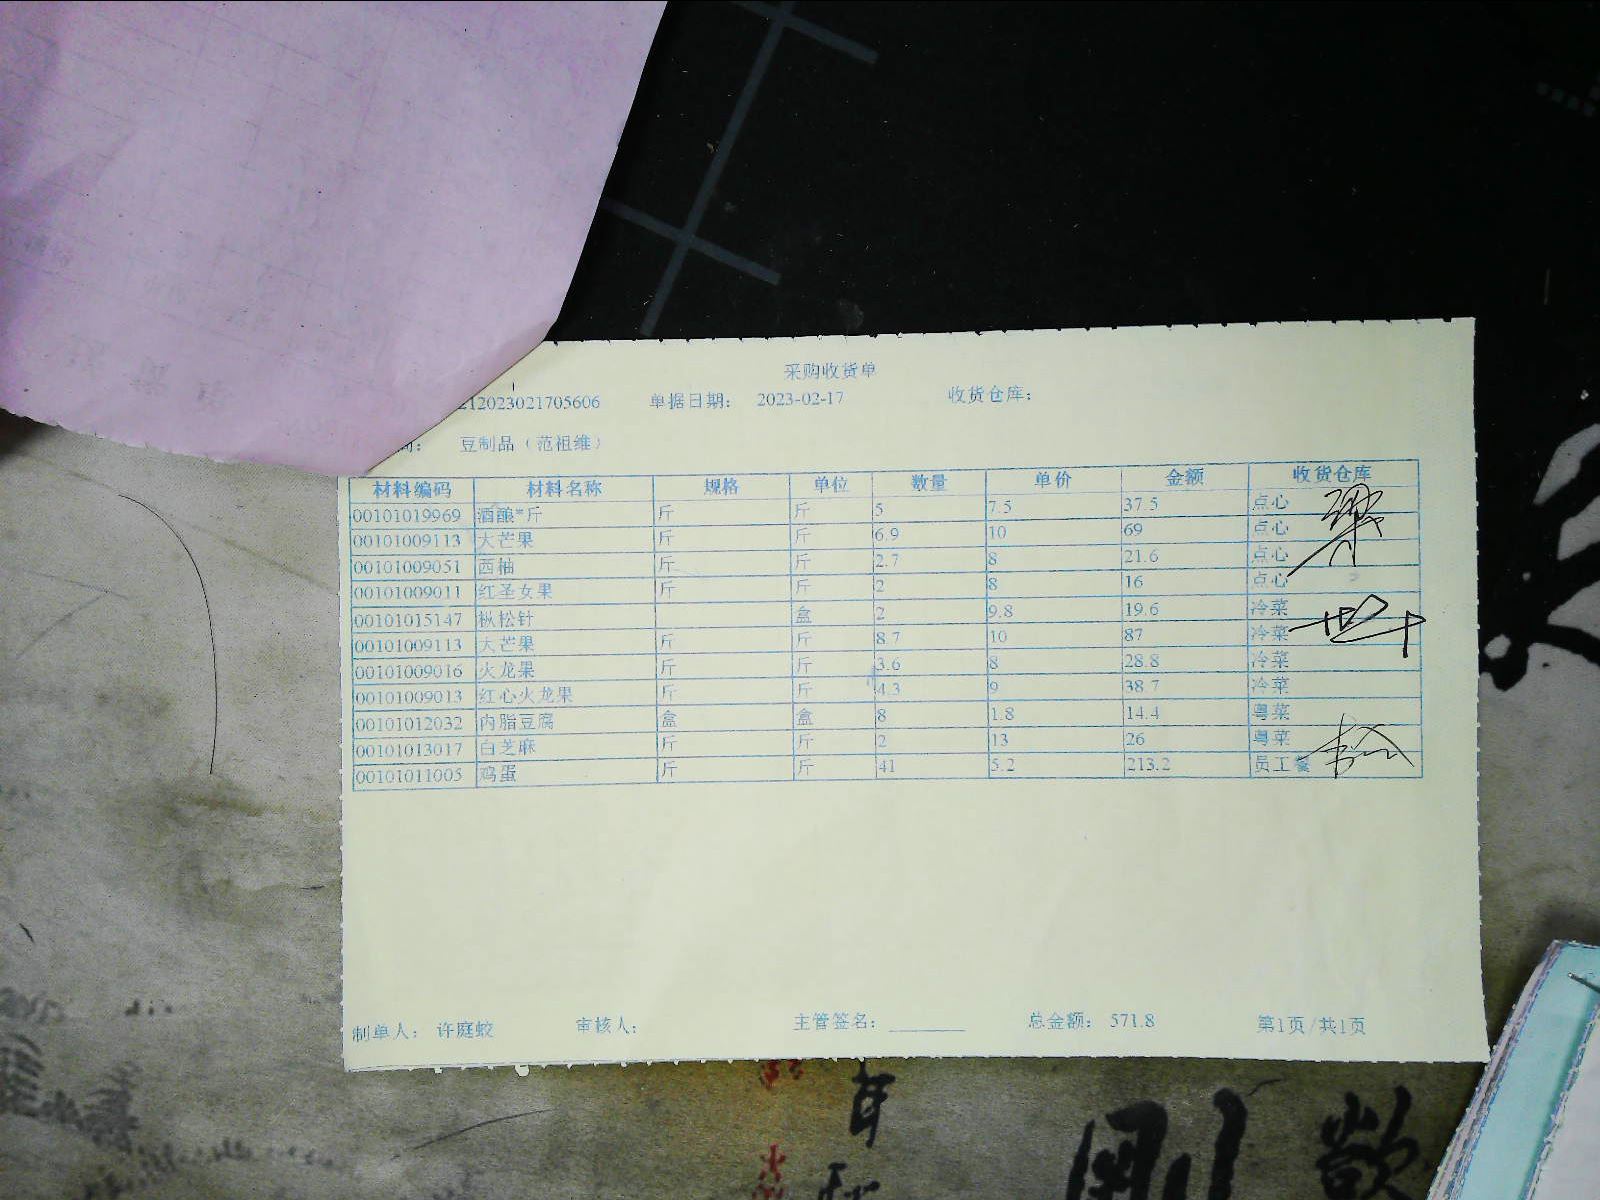 采购收货单
212023021705606 单据日期： 2023-02-17 收货仓库：
商： 豆制品（范祖维）
材料编码 材料名称 规格 单位 数量 单价 金额 收货仓库
00101019969 酒酿*斤 斤 斤 5 7.5 37.5 点心
00101009113 大芒果 斤 斤 6.9 10 69 点心
00101009051 西柚 斤 斤 2.7 8 21.6 点心
00101009011 红圣女果 斤 斤 2 8 16 点心
00101015147 枞松针 盒 2 9.8 19.6 冷菜
00101009113 大芒果 斤 斤 8.7 10 87 冷菜
00101009016 火龙果 斤 斤 3.6 8 28.8 冷菜
00101009013 红心火龙果 斤 斤 4.3 9 38.7 冷菜
00101012032 内脂豆腐 盒 盒 8 1.8 14.4 粤菜
00101013017 白芝麻 斤 斤 2 13 26 粤菜
00101011005 鸡蛋 斤 斤 41 5.2 213.2 员工餐
制单人： 许庭蛟 审核人： 主管签名： 总金额： 571.8 第1页/共1页